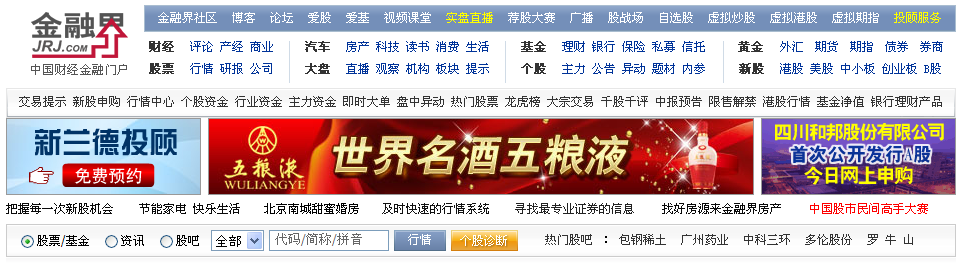 金融界
JRJ.COM
中国财经金融门户
金融界社区 博客 论坛 爱股 爱基 视频课堂 实盘直播 荐股大赛 广播 股战场 自选股 虚拟炒股 虚拟港股 虚拟期指 投顾服务
财经 评论 产经 商业 汽车 房产 科技 读书 消费 生活 基金 理财 银行 保险 私募 信托 黄金 外汇 期货 期指 债券 券商
股票 行情 研报 公司 大盘 直播 观察 机构 板块 提示 个股 主力 公告 异动 题材 内参 新股 港股 美股 中小板 创业板 B股
交易提示 新股申购 行情中心 个股资金 行业资金 主力资金 即时大单 盘中异动 热门股票 龙虎榜 大宗交易 千股千评 中报预告 限售解禁 港股行情 基金净值 银行理财产品
新兰德投顾
免费预约
五粮液
WULIANGYE
世界名酒五粮液
四川和邦股份有限公司
首次公开发行A股
今日网上申购
把握每一次新股机会 节能家电 快乐生活 北京南城甜蜜婚房 及时快速的行情系统 寻找最专业证券的信息 找好房源来金融界房产 中国股市民间高手大赛
股票/基金 资讯 股吧 全部 代码/简称/拼音 行情 个股诊断 热门股吧 : 包钢稀土 广州药业 中科三环 多伦股份 罗 牛 山